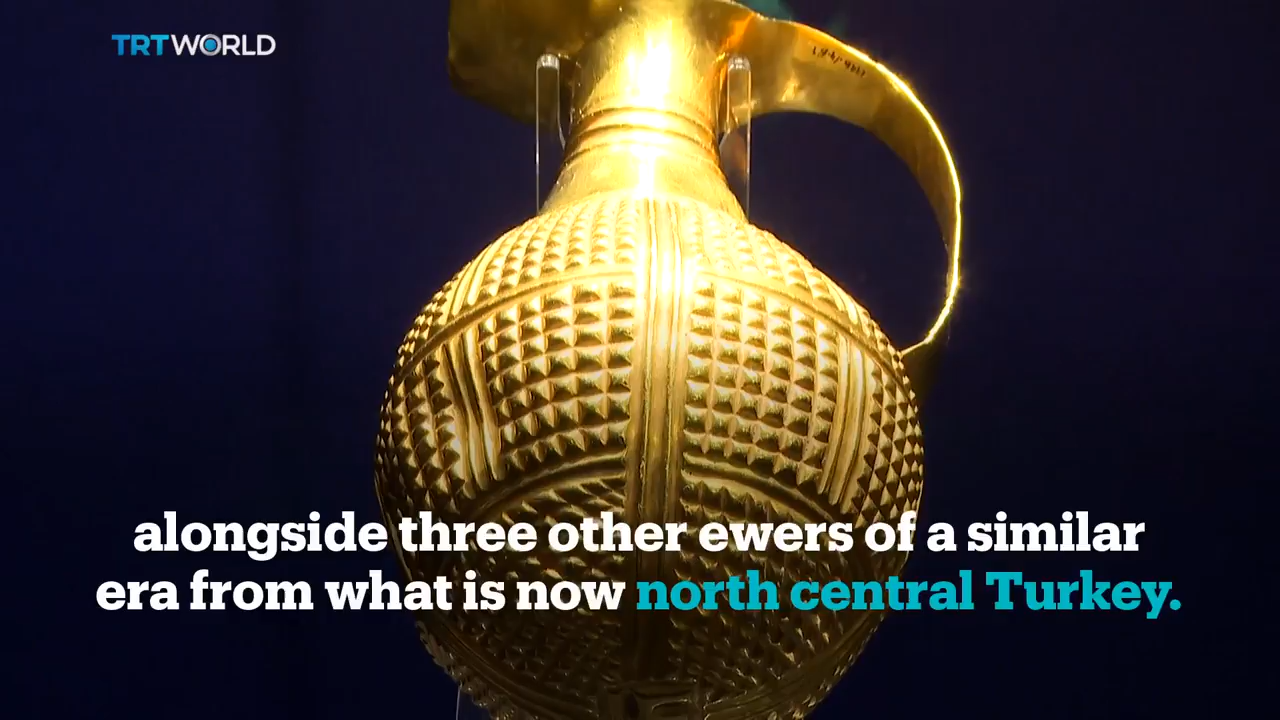 TRTWORLD
alongside three other ewers of a similar
era from what is now north central Turkey.